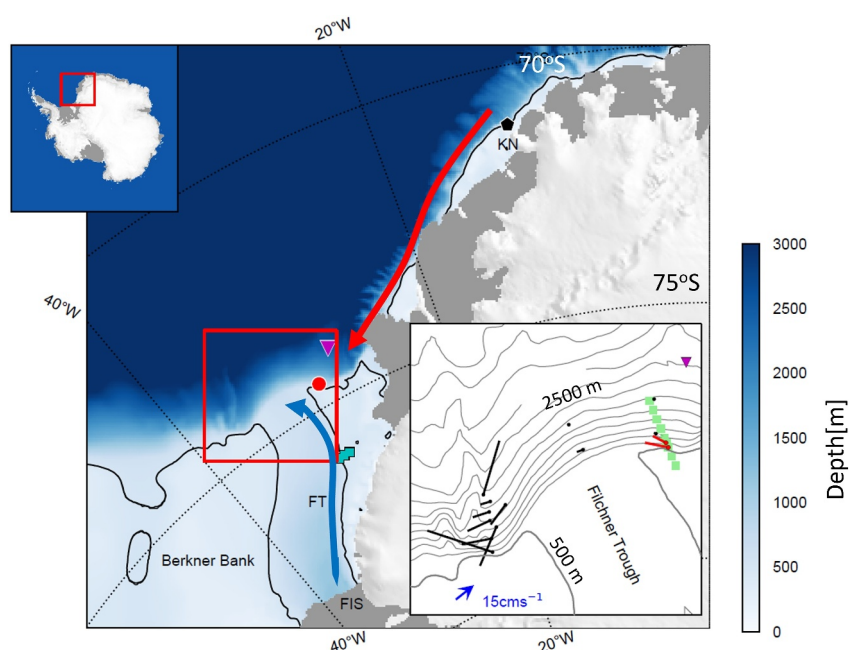 20°W
70°S
KN
75°S
40°W
3000
2500
2000
1500
1000
500
0
Depth[m]
2500 m
Filchner Trough
500 m
15cms⁻¹
FT
Berkner Bank
FIS
40°W
20°W